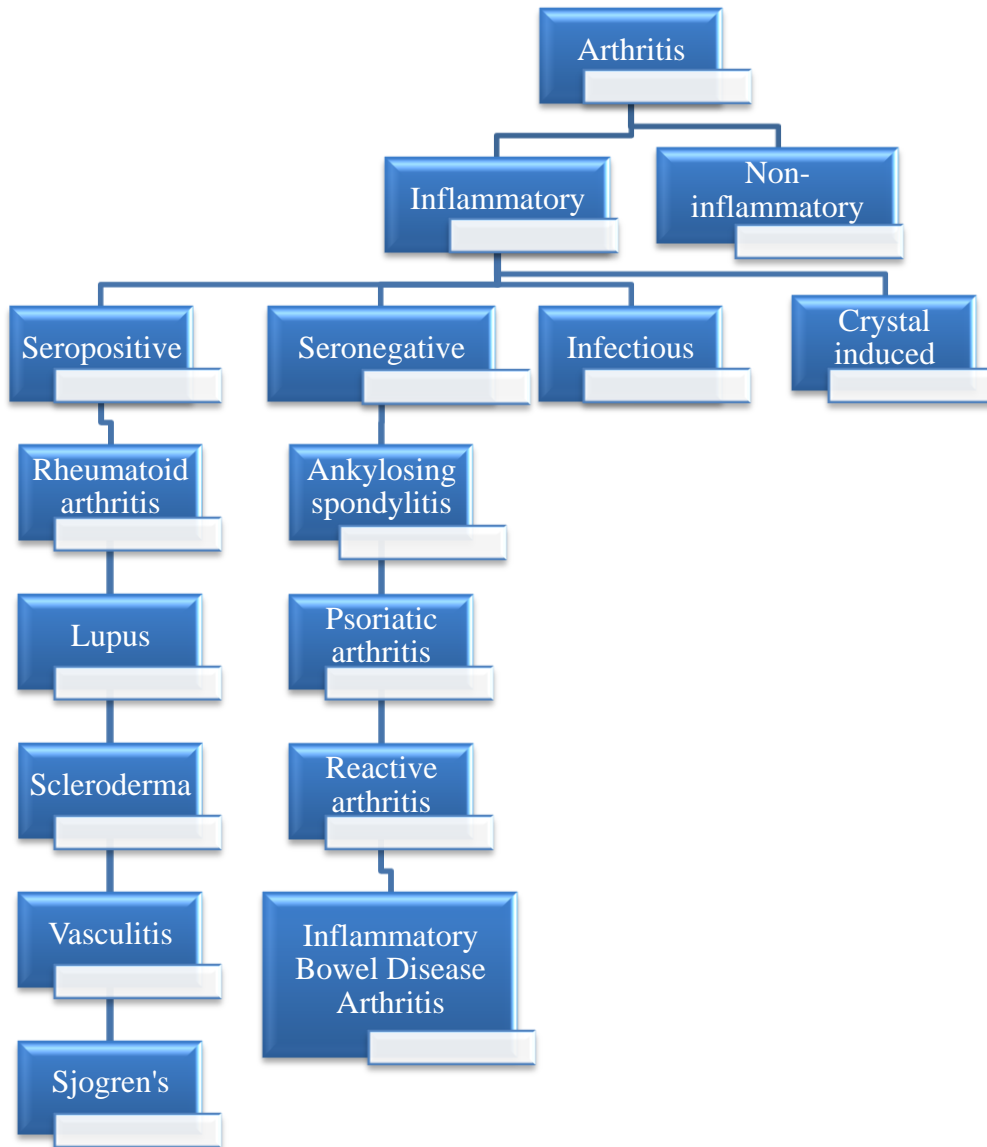 Arthritis
Inflammatory
Non-
inflammatory
Seropositive
Seronegative
Infectious
Crystal
induced
Rheumatoid
arthritis
Ankylosing
spondylitis
Lupus
Psoriatic
arthritis
Scleroderma
Reactive
arthritis
Vasculitis
Inflammatory
Bowel Disease
Arthritis
Sjogren's